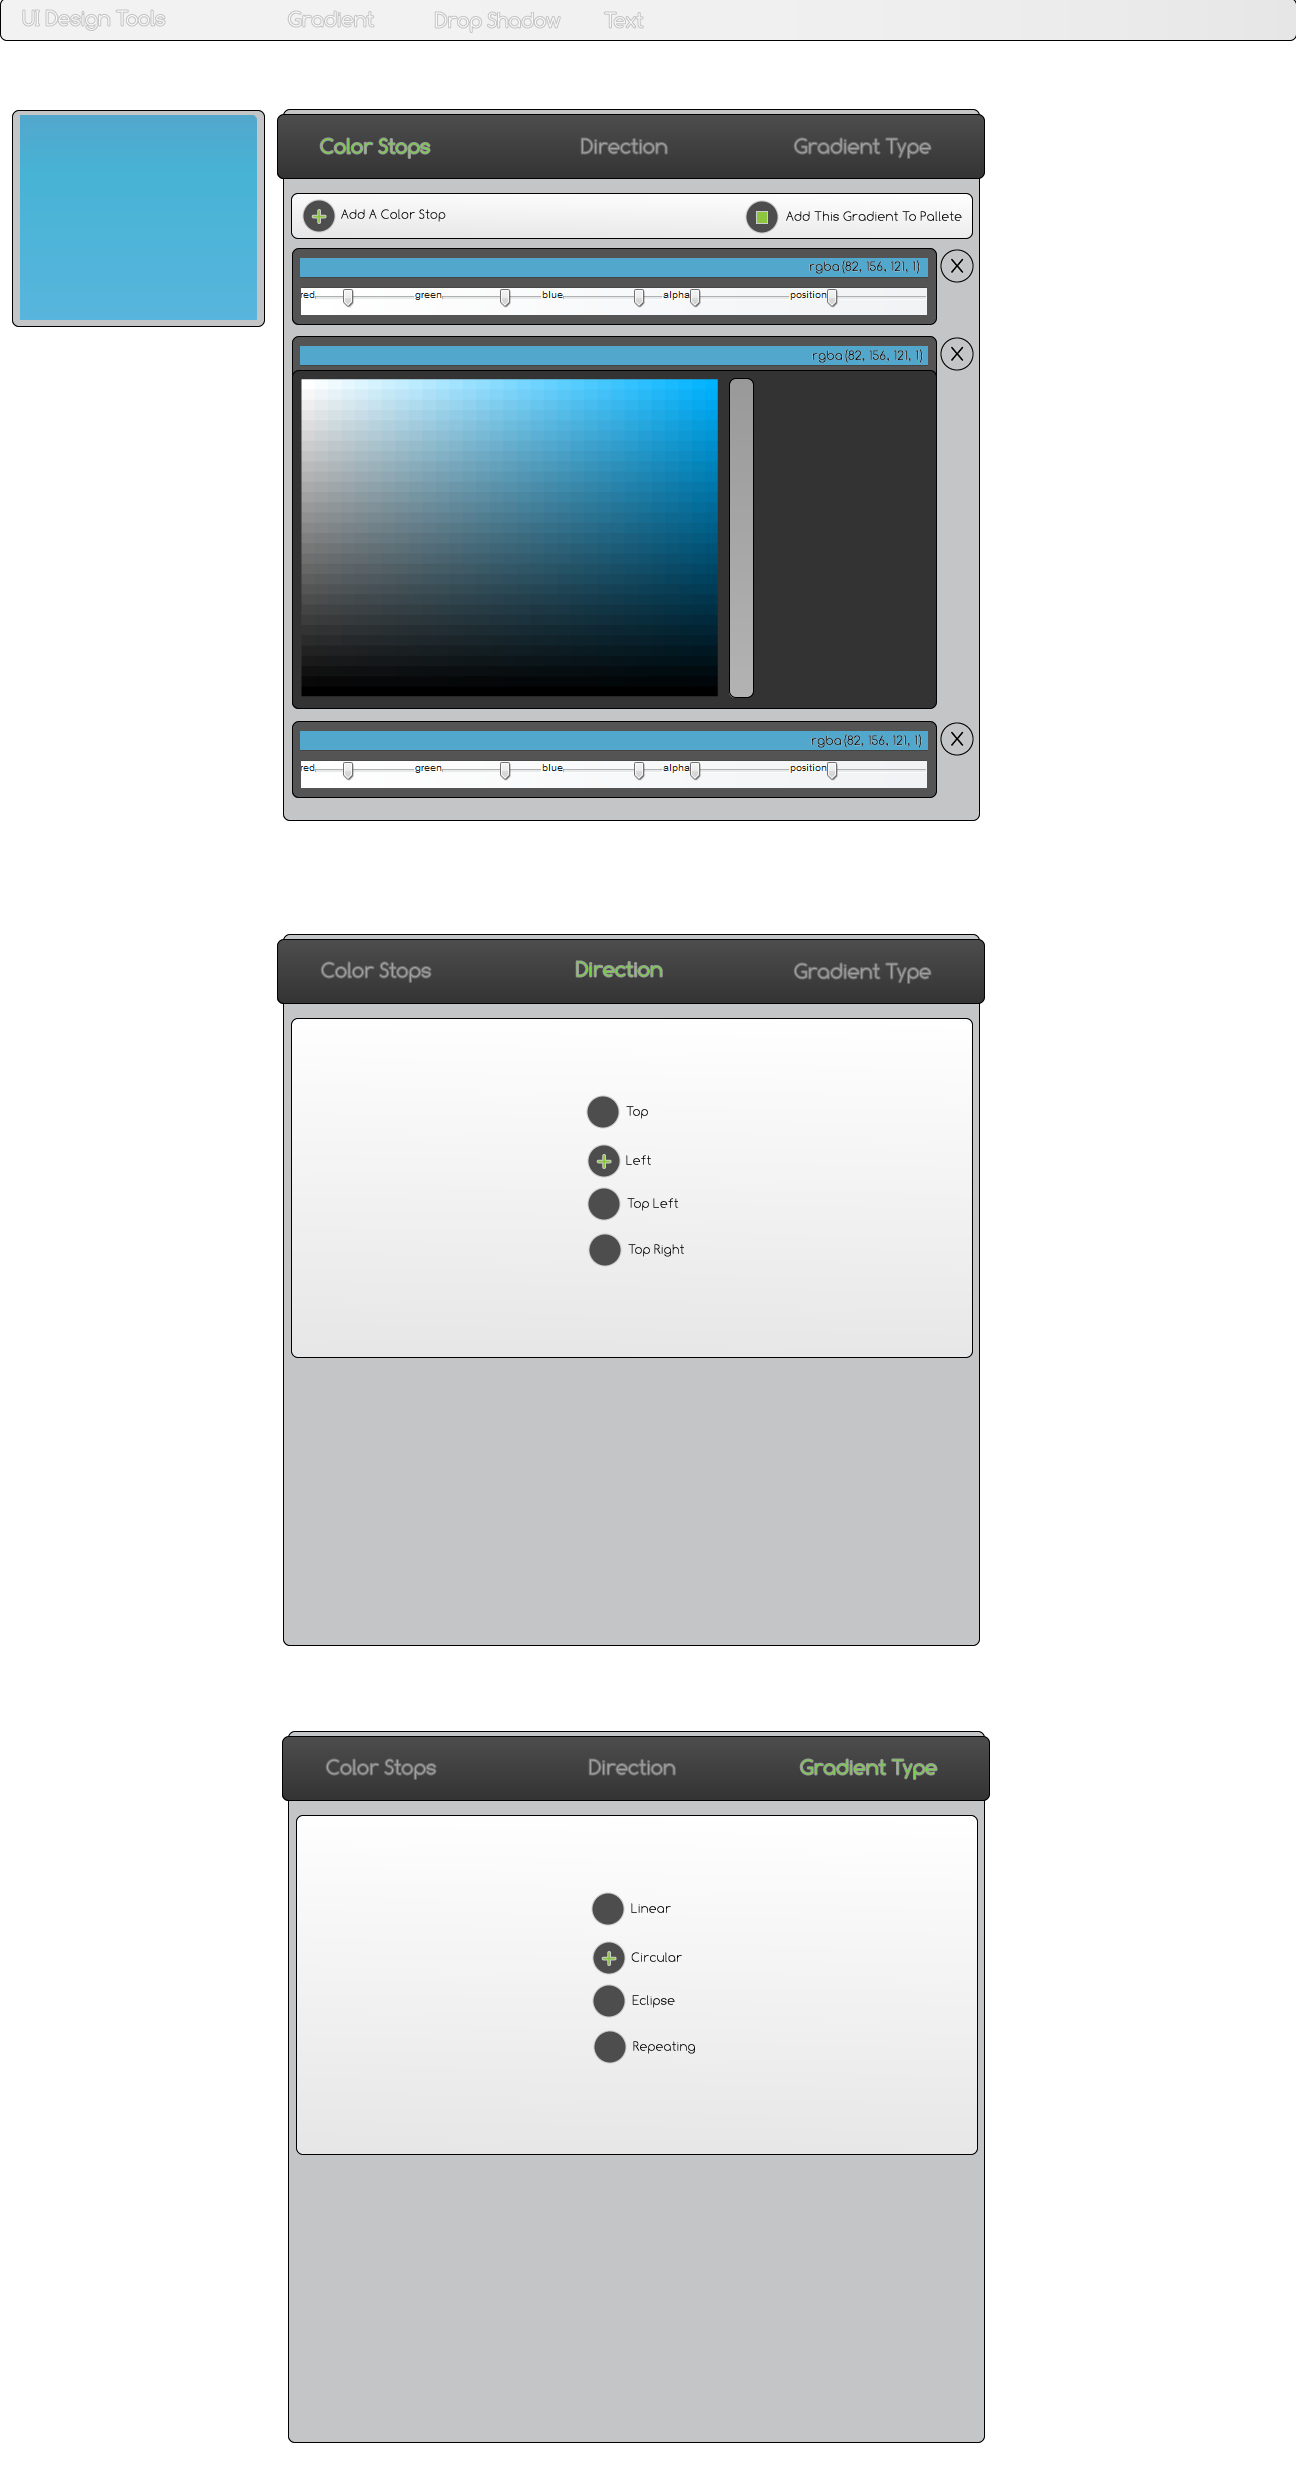 UI Design Tools Gradient Drop Shadow Text
Color Stops Direction Gradient Type
Add A Color Stop Add This Gradient To Pallete
rgba (82, 156, 121, 1) X
red, green, blue, alpha position
rgba (82, 156, 121, 1) X
rgba (82, 156, 121, 1) X
red, green, blue, alpha position
Color Stops Direction Gradient Type
Top
Left
Top Left
Top Right
Color Stops Direction Gradient Type
Linear
Circular
Eclipse
Repeating